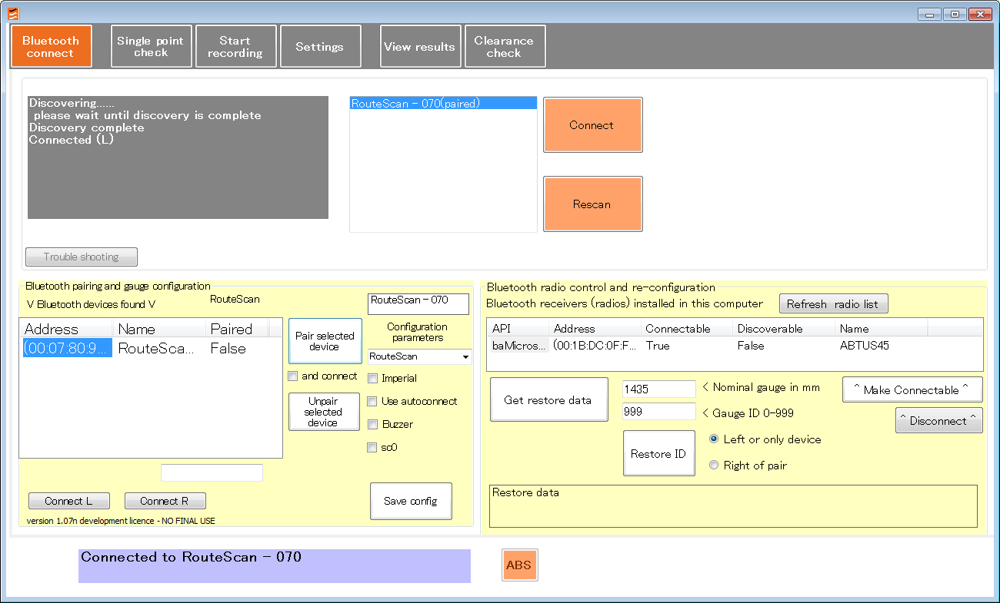 Bluetooth
connect
Single point
check
Start
recording
Settings
View results
Clearance
check
Discovering......
please wait until discovery is complete
Discovery complete
Connected (L)
RouteScan - 070(paired)
Connect
Rescan
Trouble shooting
Bluetooth pairing and gauge configuration
V Bluetooth devices found V
RouteScan
RouteScan - 070
Address Name Paired
(00:07:80:9... RouteSca... False
Pair selected
device
and connect
Unpair
selected
device
Configuration
parameters
RouteScan
Imperial
Use autoconnect
Buzzer
sc0
Connect L
Connect R
Save config
version 1.07n development licence - NO FINAL USE
Bluetooth radio control and re-configuration
Bluetooth receivers (radios) installed in this computer
Refresh radio list
API Address Connectable Discoverable Name
baMicros... (00:1B:DC:0F:F... True False ABTUS45
Get restore data
1435 < Nominal gauge in mm
999 < Gauge ID 0-999
^ Make Connectable ^
^ Disconnect ^
Restore ID
Left or only device
Right of pair
Restore data
Connected to RouteScan - 070
ABS